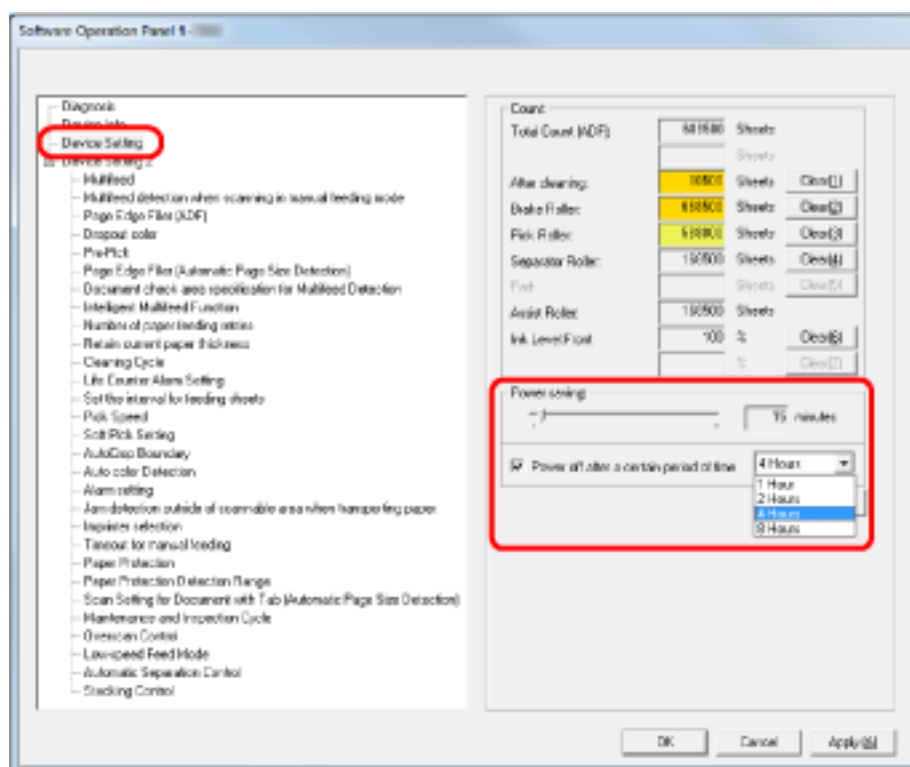 Software Operation Panel
Diagnosis
Device Info
Device Setting
Device Setting 2
Multifeed
Multifeed detection when scanning in manual feeding mode
Page Edge Filler (ADF)
Dropout color
Pre-Pick
Page Edge Filler (Automatic Page Size Detection)
Document check area specification for Multifeed Detection
Intelligent Multifeed Function
Number of paper feeding retries
Retain current paper thickness
Cleaning Cycle
Life Counter Alarm Setting
Set the interval for feeding sheets
Pick Speed
Soft Pick Setting
AutoCrop Boundary
Auto color Detection
Alarm setting
Jam detection outside of scannable area when transporting paper
Imprinter selection
Timeout for manual feeding
Paper Protection
Paper Protection Detection Range
Scan Setting for Document with Tab (Automatic Page Size Detection)
Maintenance and Inspection Cycle
Overscan Control
Low-speed Feed Mode
Automatic Separation Control
Stacking Control
Count
Total Count (ADF): Sheets
Sheets
After cleaning: Sheets Clear(1)
Brake Roller: Sheets Clear(2)
Pick Roller: Sheets Clear(3)
Separator Roller: Sheets Clear(4)
Pad: Sheets Clear(5)
Assist Roller: Sheets
Ink Level:Front 100 % Clear(6)
% Clear(7)
Power saving:
15 minutes
Power off after a certain period of time 4 Hours
1 Hour
2 Hours
4 Hours
8 Hours
OK Cancel Apply